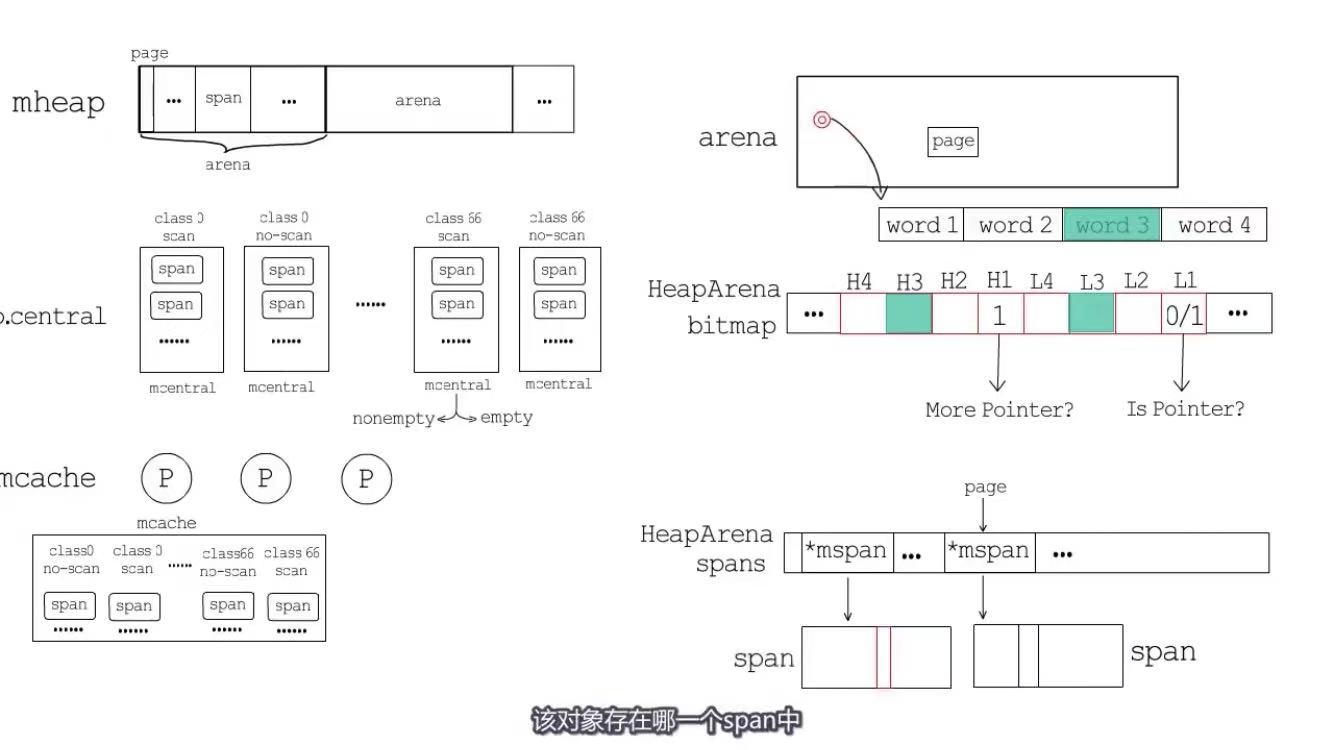 page
mheap
... span ... arena ...
arena
class 0
scan
class 0
no-scan
class 66
scan
class 66
no-scan
span
span
span
span
span
span
span
span
......
......
......
......
......
.central
mcentral
mcentral
mcentral
mcentral
nonempty
empty
mcache
P
P
P
mcache
class0
no-scan
class 0
scan
......
class66
no-scan
class 66
scan
span
span
span
span
......
......
......
......
arena
page
word 1
word 2
word 3
word 4
H4
H3
H2
H1
L4
L3
L2
L1
HeapArena
bitmap
...
1
0/1
...
More Pointer?
Is Pointer?
page
HeapArena
spans
*mspan
...
*mspan
...
span
span
该对象存在哪一个span中